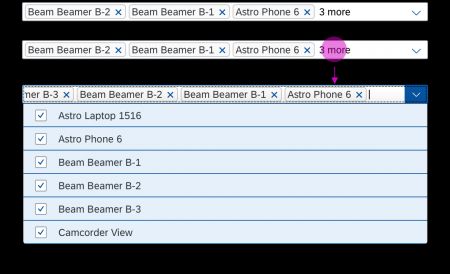 Beam Beamer B-2 Beam Beamer B-1 Astro Phone 6 3 more
Beam Beamer B-2 Beam Beamer B-1 Astro Phone 6 3 more
mer B-3 Beam Beamer B-2 Beam Beamer B-1 Astro Phone 6
Astro Laptop 1516
Astro Phone 6
Beam Beamer B-1
Beam Beamer B-2
Beam Beamer B-3
Camcorder View